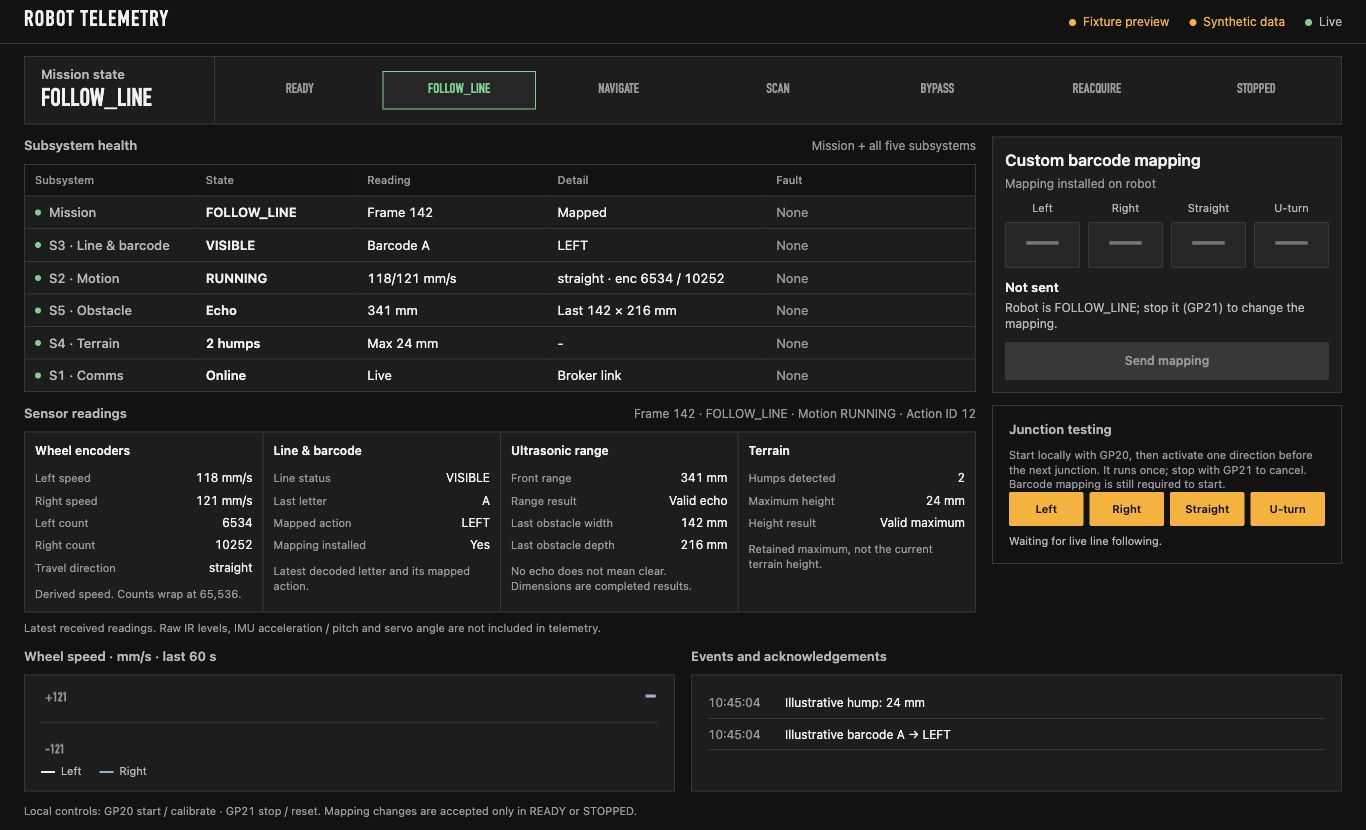 ROBOT TELEMETRY
Fixture preview
Synthetic data
Live
Mission state
FOLLOW_LINE
READY
FOLLOW_LINE
NAVIGATE
SCAN
BYPASS
REACQUIRE
STOPPED
Subsystem health
Mission + all five subsystems
Subsystem State Reading Detail Fault
Mission FOLLOW_LINE Frame 142 Mapped None
S3 · Line & barcode VISIBLE Barcode A LEFT None
S2 · Motion RUNNING 118/121 mm/s straight · enc 6534 / 10252 None
S5 · Obstacle Echo 341 mm Last 142 × 216 mm None
S4 · Terrain 2 humps Max 24 mm - None
S1 · Comms Online Live Broker link None
Custom barcode mapping
Mapping installed on robot
Left Right Straight U-turn
Not sent
Robot is FOLLOW_LINE; stop it (GP21) to change the
mapping.
Send mapping
Sensor readings
Frame 142 · FOLLOW_LINE · Motion RUNNING · Action ID 12
Wheel encoders
Left speed 118 mm/s
Right speed 121 mm/s
Left count 6534
Right count 10252
Travel direction straight
Derived speed. Counts wrap at 65,536.
Line & barcode
Line status VISIBLE
Last letter A
Mapped action LEFT
Mapping installed Yes
Latest decoded letter and its mapped
action.
Ultrasonic range
Front range 341 mm
Range result Valid echo
Last obstacle width 142 mm
Last obstacle depth 216 mm
No echo does not mean clear.
Dimensions are completed results.
Terrain
Humps detected 2
Maximum height 24 mm
Height result Valid maximum
Retained maximum, not the current
terrain height.
Junction testing
Start locally with GP20, then activate one direction before
the next junction. It runs once; stop with GP21 to cancel.
Barcode mapping is still required to start.
Left Right Straight U-turn
Waiting for live line following.
Latest received readings. Raw IR levels, IMU acceleration / pitch and servo angle are not included in telemetry.
Wheel speed · mm/s · last 60 s
+121
-121
Left Right
Events and acknowledgements
10:45:04 Illustrative hump: 24 mm
10:45:04 Illustrative barcode A → LEFT
Local controls: GP20 start / calibrate · GP21 stop / reset. Mapping changes are accepted only in READY or STOPPED.